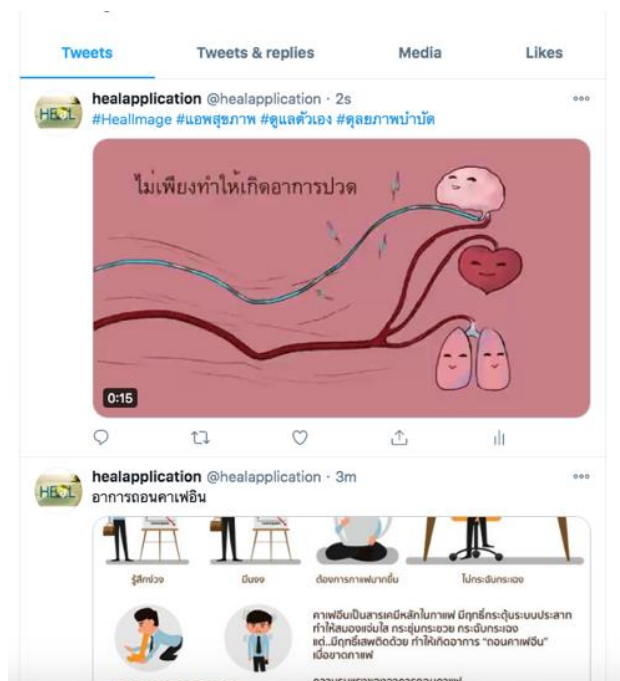 Tweets Tweets & replies Media Likes
healapplication @healapplication · 2s
#HealImage #แอพสุขภาพ #ดูแลตัวเอง #ดุลยภาพบำบัด
ไม่เพียงทำให้เกิดอาการปวด
0:15
healapplication @healapplication · 3m
HEAL
อาการถอนคาเฟอีน
รู้สึกง่วง มึนงง ต้องการกาแฟมากขึ้น ไม่กระฉับกระเฉง
คาเฟอีนเป็นสารเคมีหลักในกาแฟ มีฤทธิ์กระตุ้นระบบประสาท
ทำให้สมองแจ่มใส กระชุ่มกระชวย กระฉับกระเฉง
แต่..มีฤทธิ์เสพติดด้วย ทำให้เกิดอาการ "ถอนคาเฟอีน"
เมื่อขาดกาแฟ